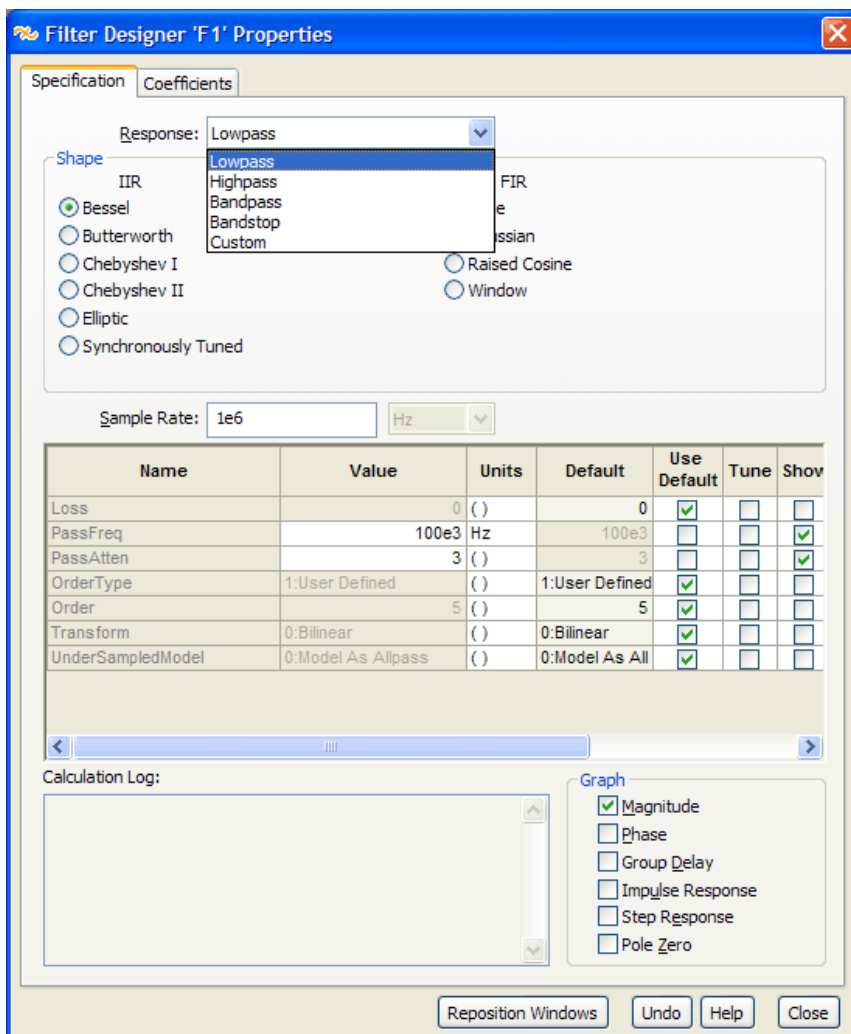 Filter Designer 'F1' Properties
Specification Coefficients
Response: Lowpass
Lowpass
Highpass
Bandpass
Bandstop
Custom
Shape
IIR FIR
Bessel
Butterworth
Chebyshev I Raised Cosine
Chebyshev II Window
Elliptic
Synchronously Tuned
Sample Rate: 1e6 Hz
Name Value Units Default Use Default Tune Show
Loss 0 ( ) 0
PassFreq 100e3 Hz 100e3
PassAtten 3 ( ) 3
OrderType 1:User Defined ( ) 1:User Defined
Order 5 ( ) 5
Transform 0:Bilinear ( ) 0:Bilinear
UnderSampledModel 0:Model As Allpass ( ) 0:Model As All
Calculation Log:
Graph
Magnitude
Phase
Group Delay
Impulse Response
Step Response
Pole Zero
Reposition Windows Undo Help Close